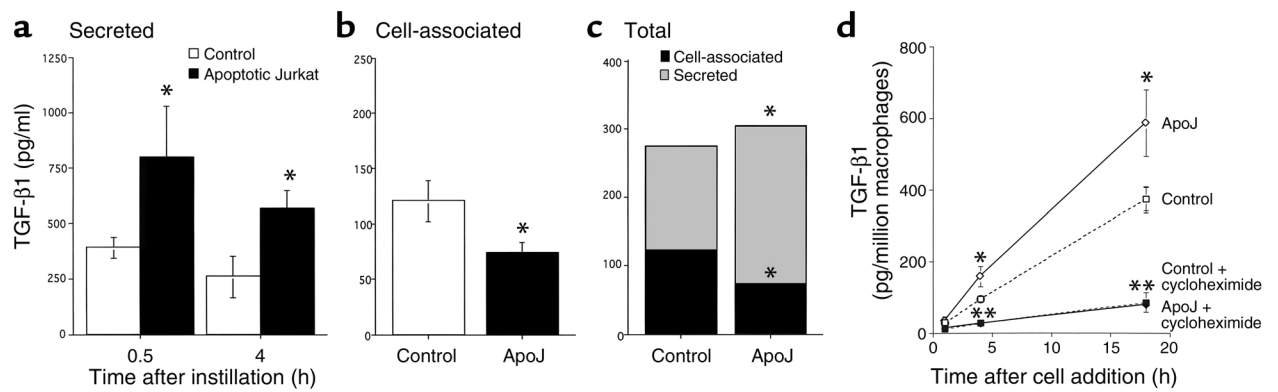 a Secreted
Control
Apoptotic Jurkat
TGF-β1 (pg/ml)
1250
1000
750
500
250
0
*
*
0.5 4
Time after instillation (h)
b Cell-associated
250
200
150
100
50
0
*
Control ApoJ
c Total
Cell-associated
Secreted
400
300
200
100
0
*
*
Control ApoJ
d
TGF-β1
(pg/million macrophages)
800
600
400
200
0
*
ApoJ
Control
*
Control +
cycloheximide
**
**
ApoJ +
cycloheximide
0 5 10 15 20
Time after cell addition (h)